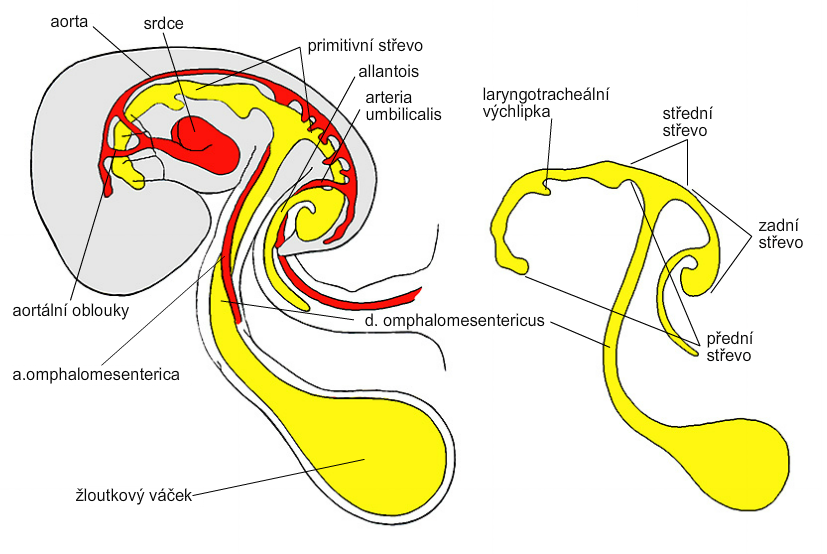 aorta
srdce
primitivní střevo
allantois
arteria
umbilicalis
aortální oblouky
a.omphalomesenterica
d. omphalomesentericus
žloutkový váček
laryngotracheální
výchlipka
střední
střevo
zadní
střevo
přední
střevo